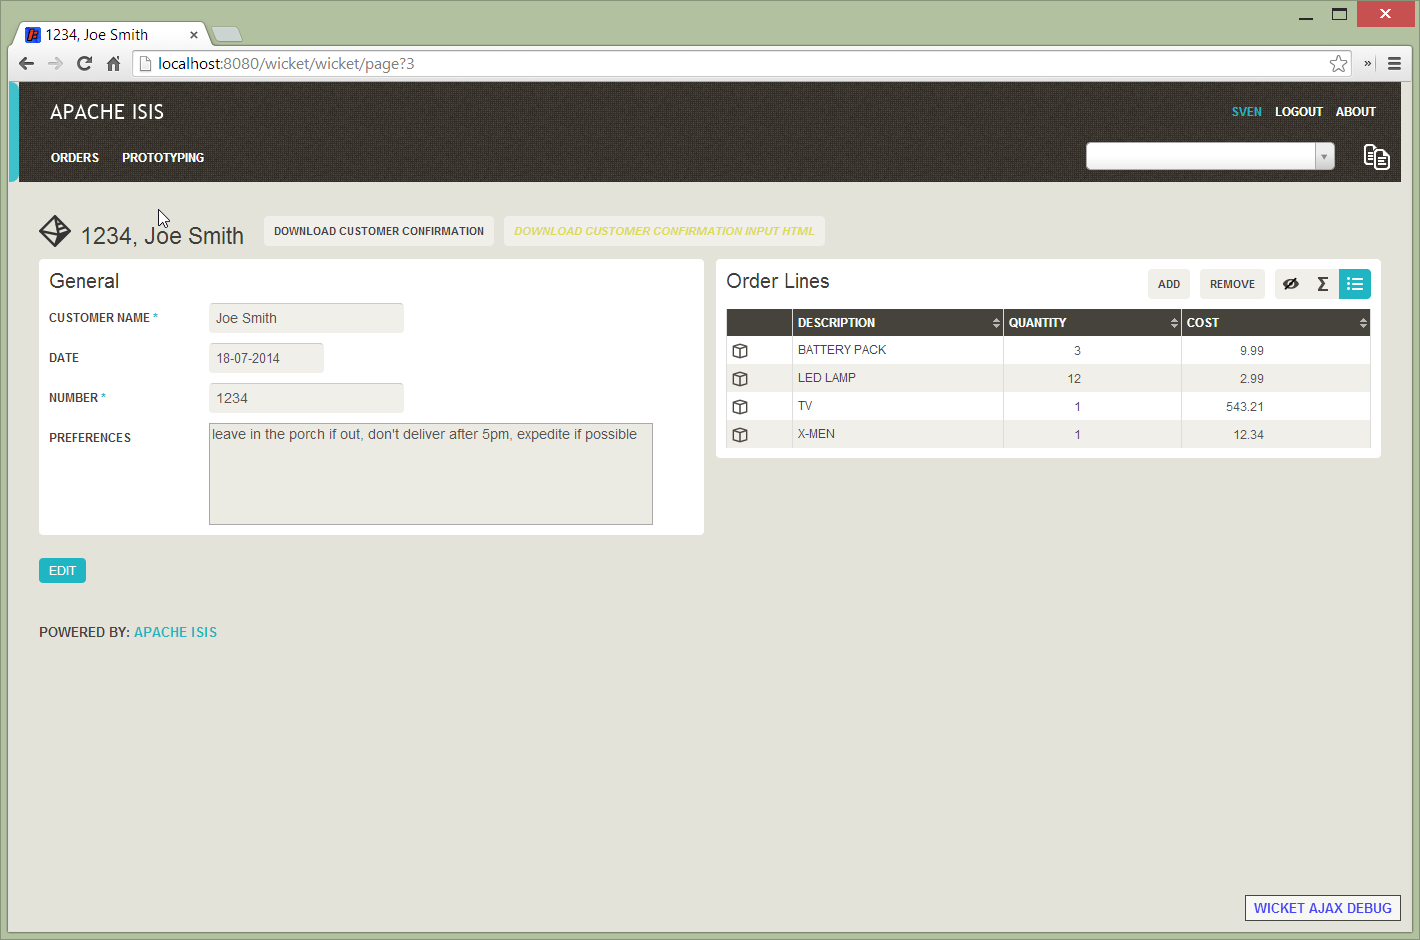 1234, Joe Smith
localhost:8080/wicket/wicket/page?3
APACHE ISIS
SVEN LOGOUT ABOUT
ORDERS PROTOTYPING
1234, Joe Smith DOWNLOAD CUSTOMER CONFIRMATION DOWNLOAD CUSTOMER CONFIRMATION INPUT HTML
General
CUSTOMER NAME * Joe Smith
DATE 18-07-2014
NUMBER * 1234
PREFERENCES leave in the porch if out, don't deliver after 5pm, expedite if possible
EDIT
Order Lines ADD REMOVE Σ
DESCRIPTION QUANTITY COST
BATTERY PACK 3 9.99
LED LAMP 12 2.99
TV 1 543.21
X-MEN 1 12.34
POWERED BY: APACHE ISIS
WICKET AJAX DEBUG